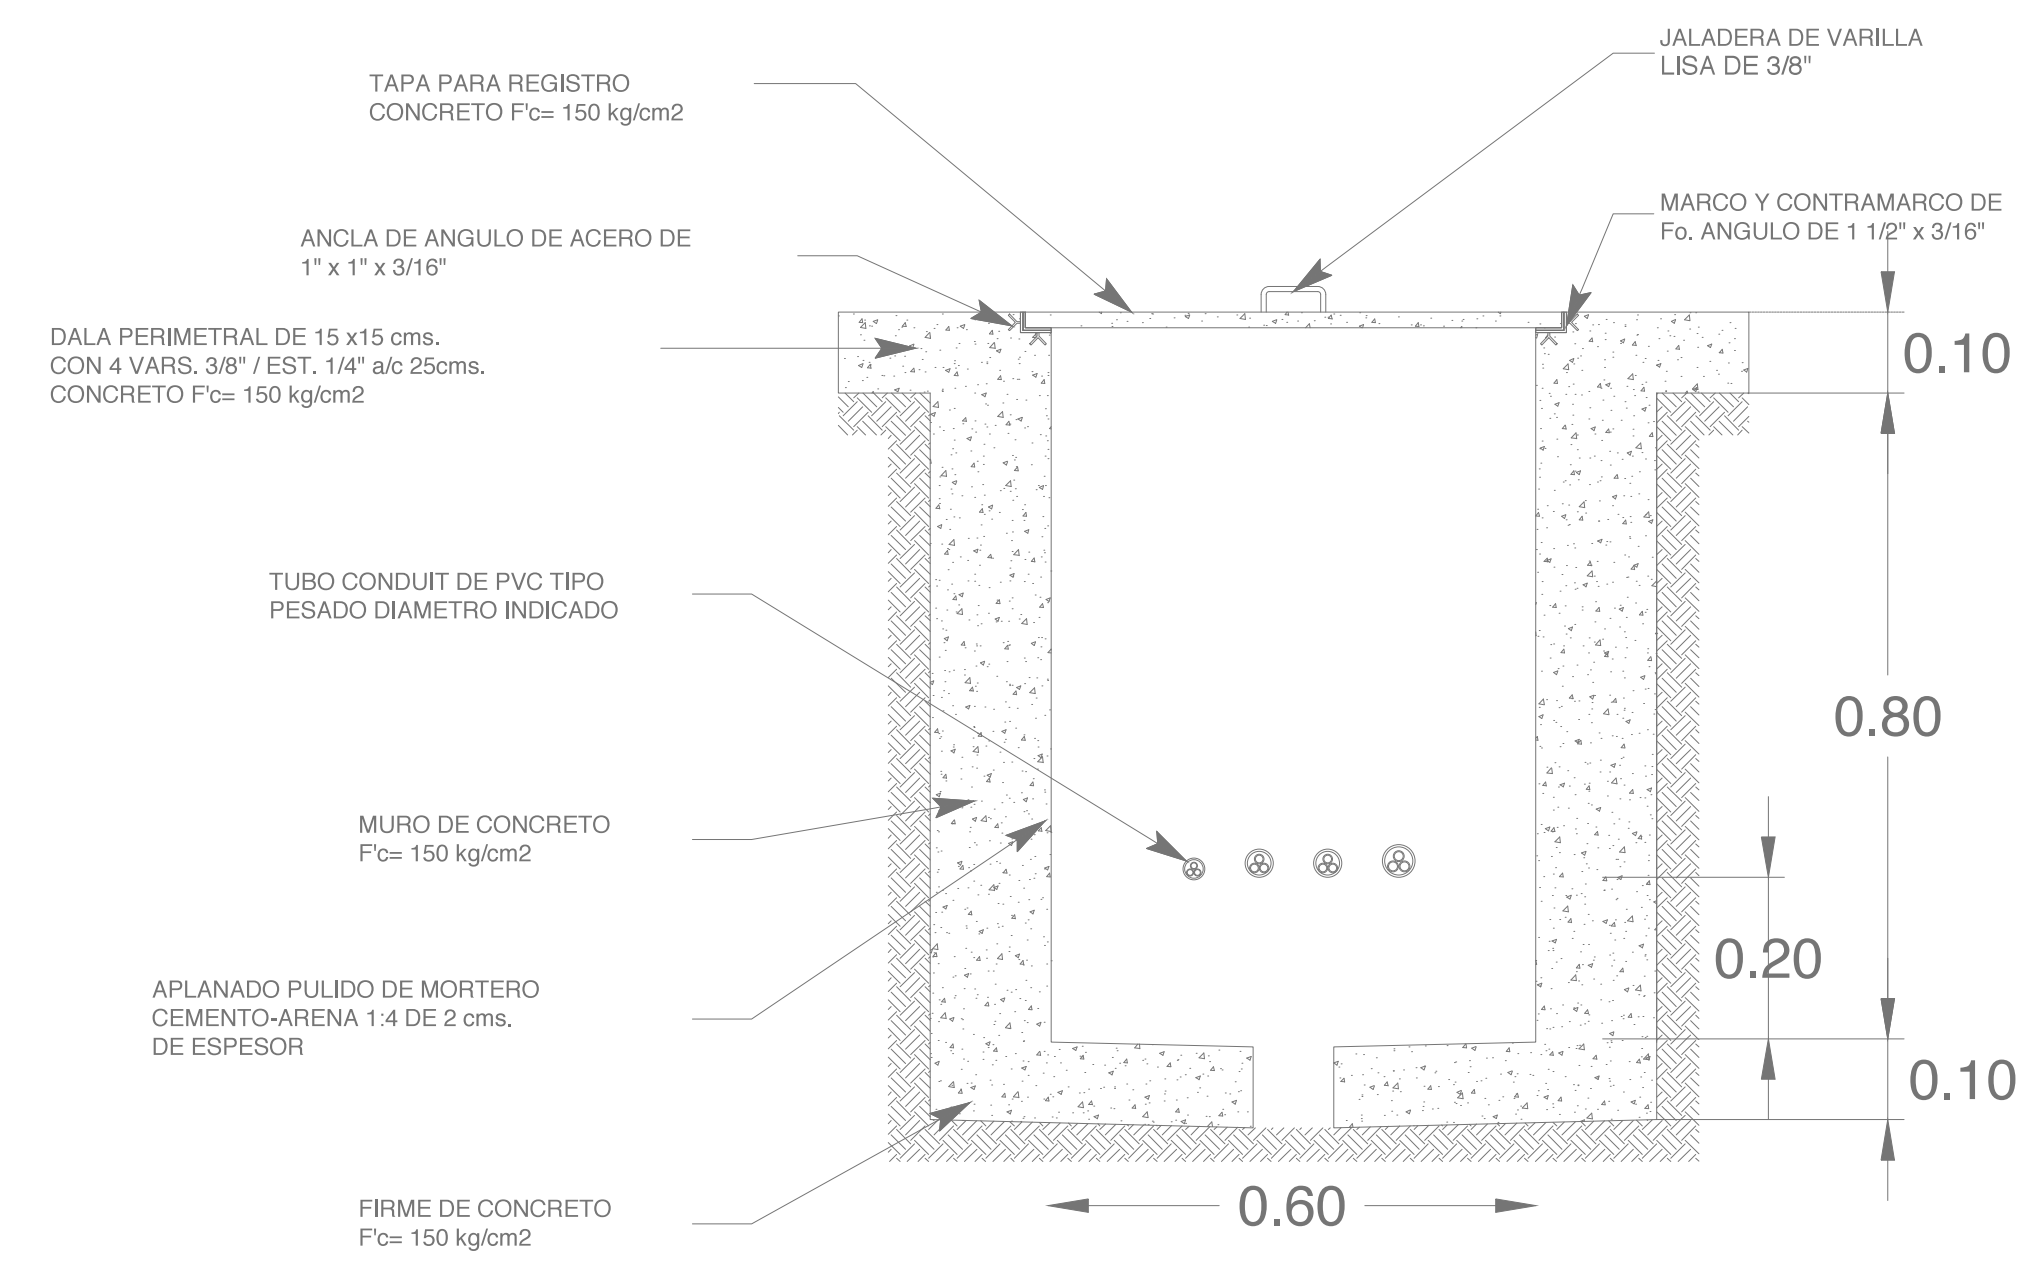 JALADERA DE VARILLA
LISA DE 3/8"
TAPA PARA REGISTRO
CONCRETO F'c= 150 kg/cm2
MARCO Y CONTRAMARCO DE
Fo. ANGULO DE 1 1/2" x 3/16"
ANCLA DE ANGULO DE ACERO DE
1" x 1" x 3/16"
DALA PERIMETRAL DE 15 x15 cms.
CON 4 VARS. 3/8" / EST. 1/4" a/c 25cms.
CONCRETO F'c= 150 kg/cm2
0.10
TUBO CONDUIT DE PVC TIPO
PESADO DIAMETRO INDICADO
0.80
MURO DE CONCRETO
F'c= 150 kg/cm2
0.20
APLANADO PULIDO DE MORTERO
CEMENTO-ARENA 1:4 DE 2 cms.
DE ESPESOR
0.10
FIRME DE CONCRETO
F'c= 150 kg/cm2
0.60